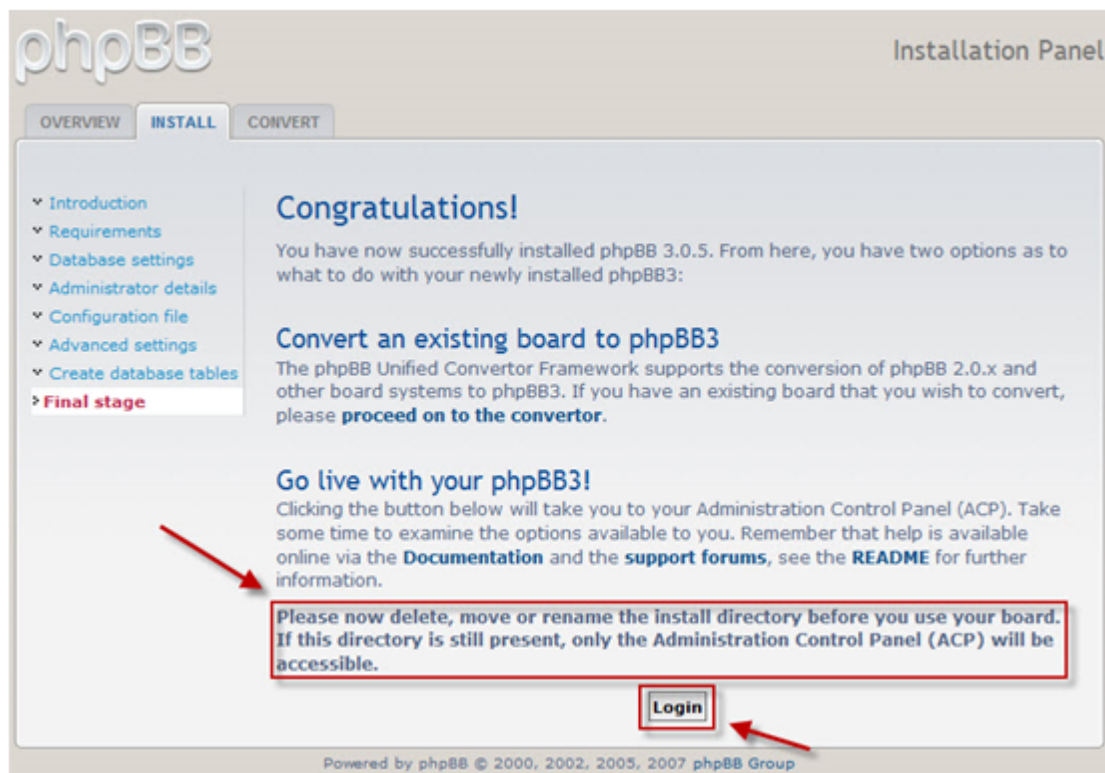 phpBB
Installation Panel
OVERVIEW
INSTALL
CONVERT
Introduction
Requirements
Database settings
Administrator details
Configuration file
Advanced settings
Create database tables
Final stage
Congratulations!
You have now successfully installed phpBB 3.0.5. From here, you have two options as to
what to do with your newly installed phpBB3:
Convert an existing board to phpBB3
The phpBB Unified Convertor Framework supports the conversion of phpBB 2.0.x and
other board systems to phpBB3. If you have an existing board that you wish to convert,
please proceed on to the convertor.
Go live with your phpBB3!
Clicking the button below will take you to your Administration Control Panel (ACP). Take
some time to examine the options available to you. Remember that help is available
online via the Documentation and the support forums, see the README for further
information.
Please now delete, move or rename the install directory before you use your board.
If this directory is still present, only the Administration Control Panel (ACP) will be
accessible.
Login
Powered by phpBB © 2000, 2002, 2005, 2007 phpBB Group